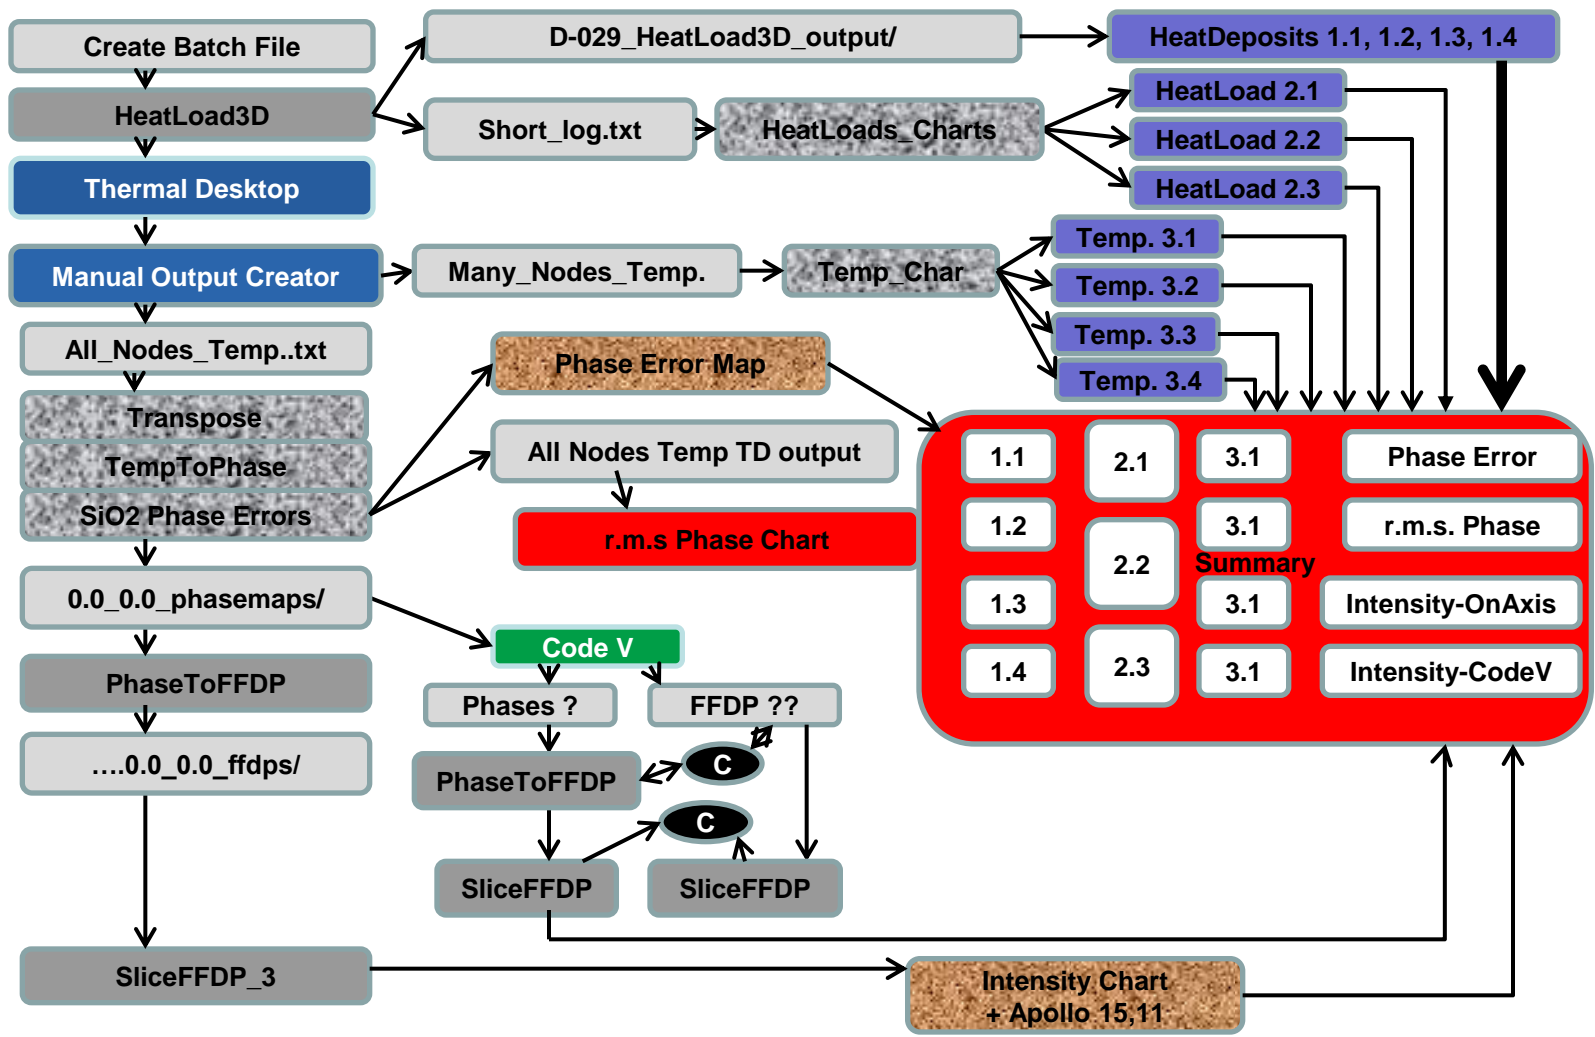 Create Batch File
D-029_HeatLoad3D_output/
HeatDeposits 1.1, 1.2, 1.3, 1.4
HeatLoad3D
Short_log.txt
HeatLoads_Charts
HeatLoad 2.1
HeatLoad 2.2
HeatLoad 2.3
Thermal Desktop
Manual Output Creator
Many_Nodes_Temp.
Temp_Char
Temp. 3.1
Temp. 3.2
Temp. 3.3
Temp. 3.4
All_Nodes_Temp..txt
Phase Error Map
Transpose
TempToPhase
SiO2 Phase Errors
All Nodes Temp TD output
r.m.s Phase Chart
1.1
2.1
3.1
Phase Error
1.2
3.1
r.m.s. Phase
2.2
Summary
1.3
3.1
Intensity-OnAxis
1.4
2.3
3.1
Intensity-CodeV
0.0_0.0_phasemaps/
Code V
PhaseToFFDP
Phases ?
FFDP ??
....0.0_0.0_ffdps/
PhaseToFFDP
C
C
SliceFFDP
SliceFFDP
SliceFFDP_3
Intensity Chart
+ Apollo 15,11